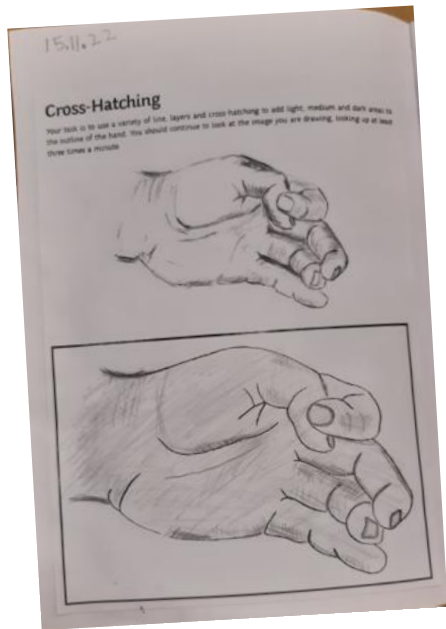 15.11.22
Cross-Hatching
Your task is to use a variety of line, layers and cross-hatching to add light, medium and dark areas to
the outline of the hand. You should continue to look at the image you are drawing, looking up at least
three times a minute.